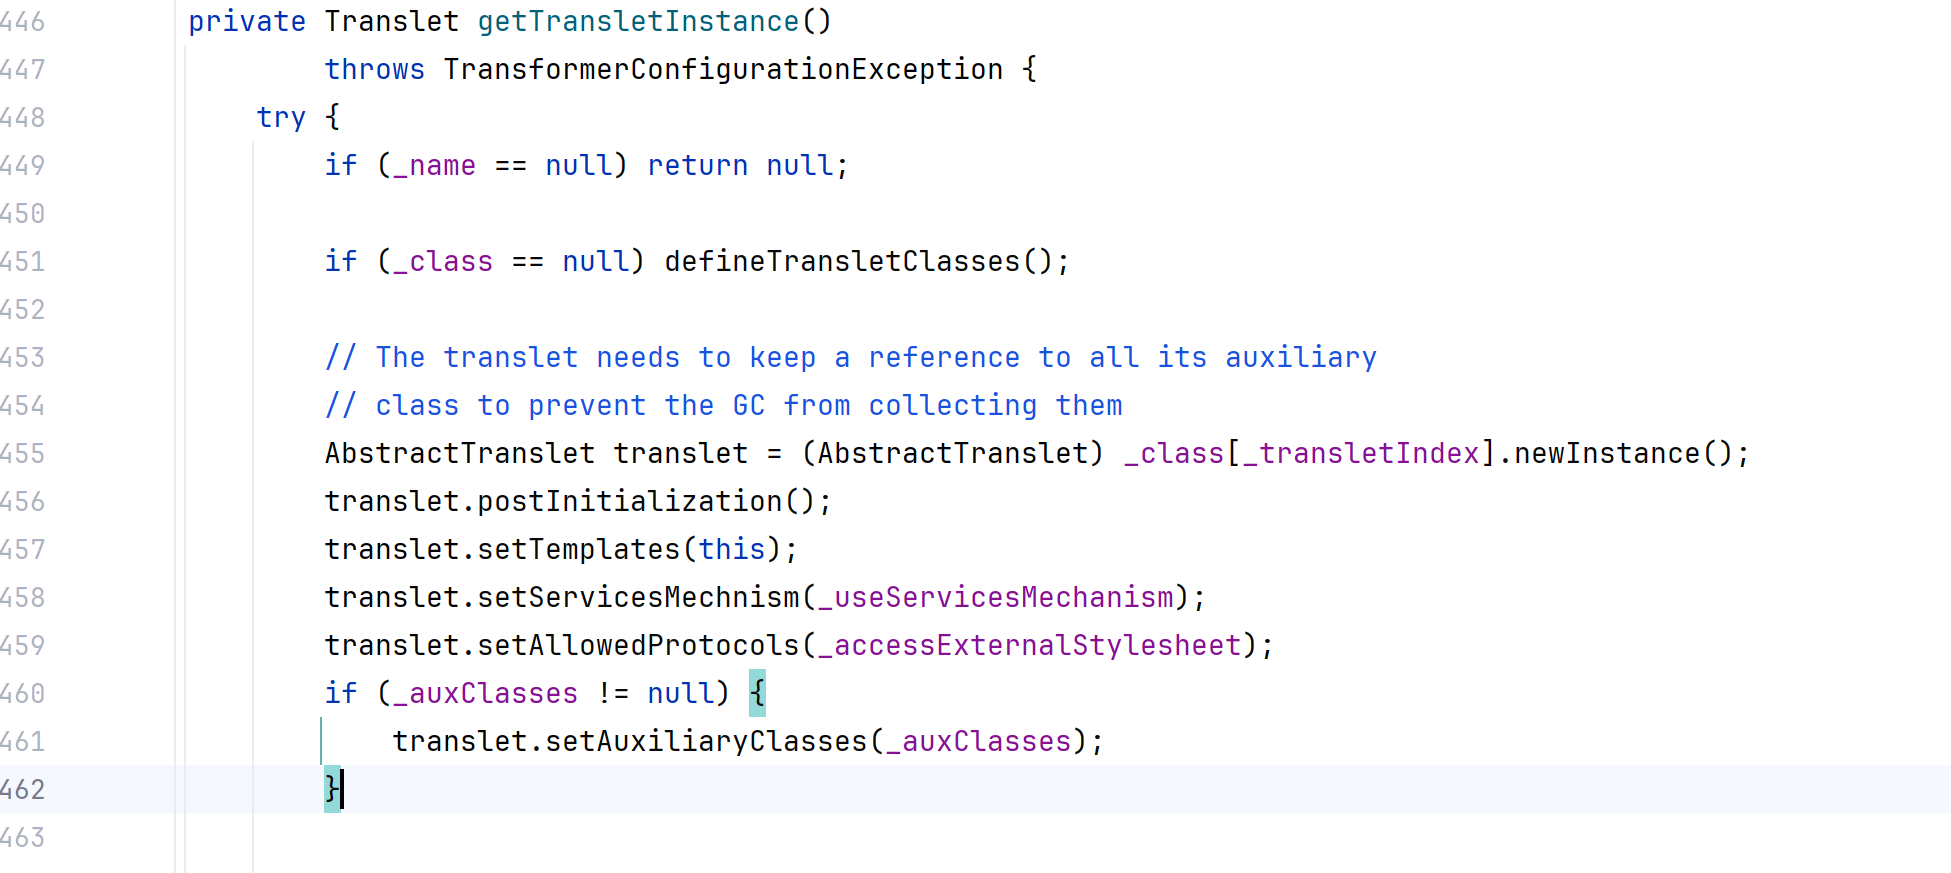 446 private Translet getTransletInstance()
447 throws TransformerConfigurationException {
448 try {
449 if (_name == null) return null;
450
451 if (_class == null) defineTransletClasses();
452
453 // The translet needs to keep a reference to all its auxiliary
454 // class to prevent the GC from collecting them
455 AbstractTranslet translet = (AbstractTranslet) _class[_transletIndex].newInstance();
456 translet.postInitialization();
457 translet.setTemplates(this);
458 translet.setServicesMechnism(_useServicesMechanism);
459 translet.setAllowedProtocols(_accessExternalStylesheet);
460 if (_auxClasses != null) {
461 translet.setAuxiliaryClasses(_auxClasses);
462 }
463